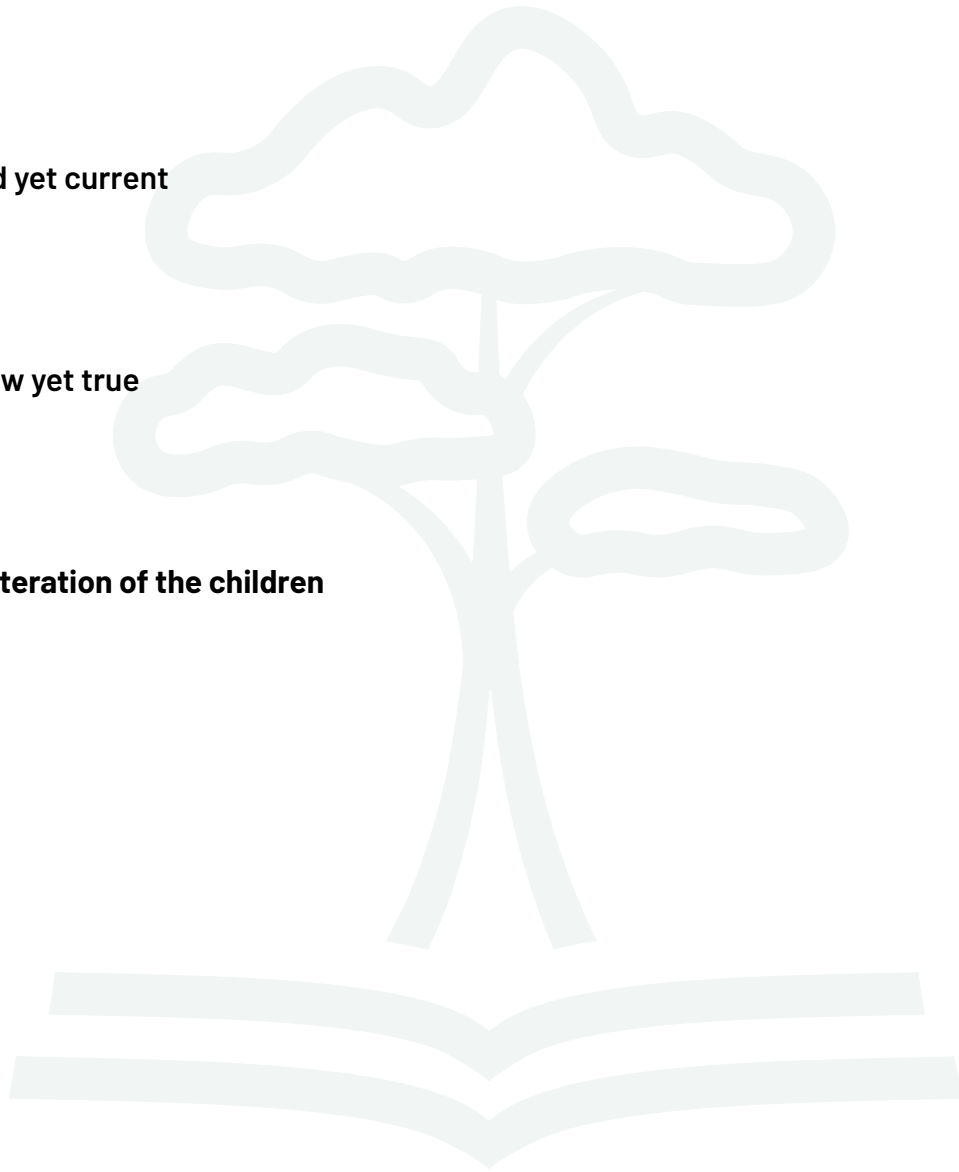 yet current
w yet true
teration of the children